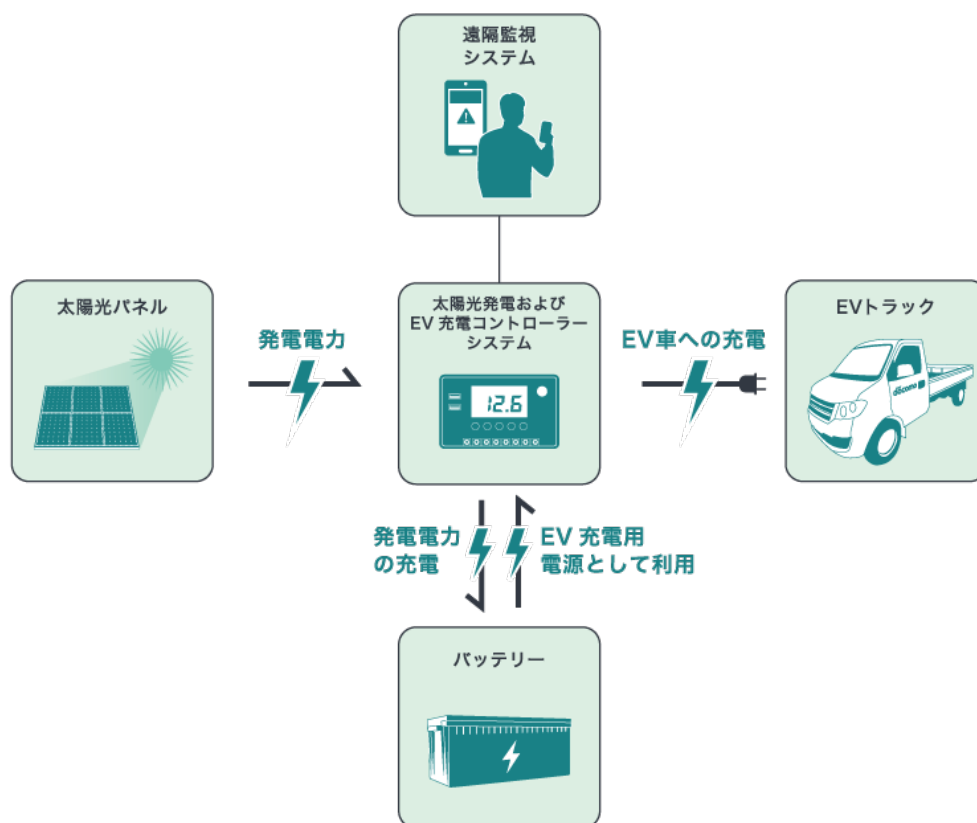 遠隔監視
システム
太陽光パネル
発電電力
太陽光発電および
EV 充電コントローラー
システム
12.6
EV車への充電
EVトラック
döcomo
発電電力
の充電
EV 充電用
電源として利用
バッテリー